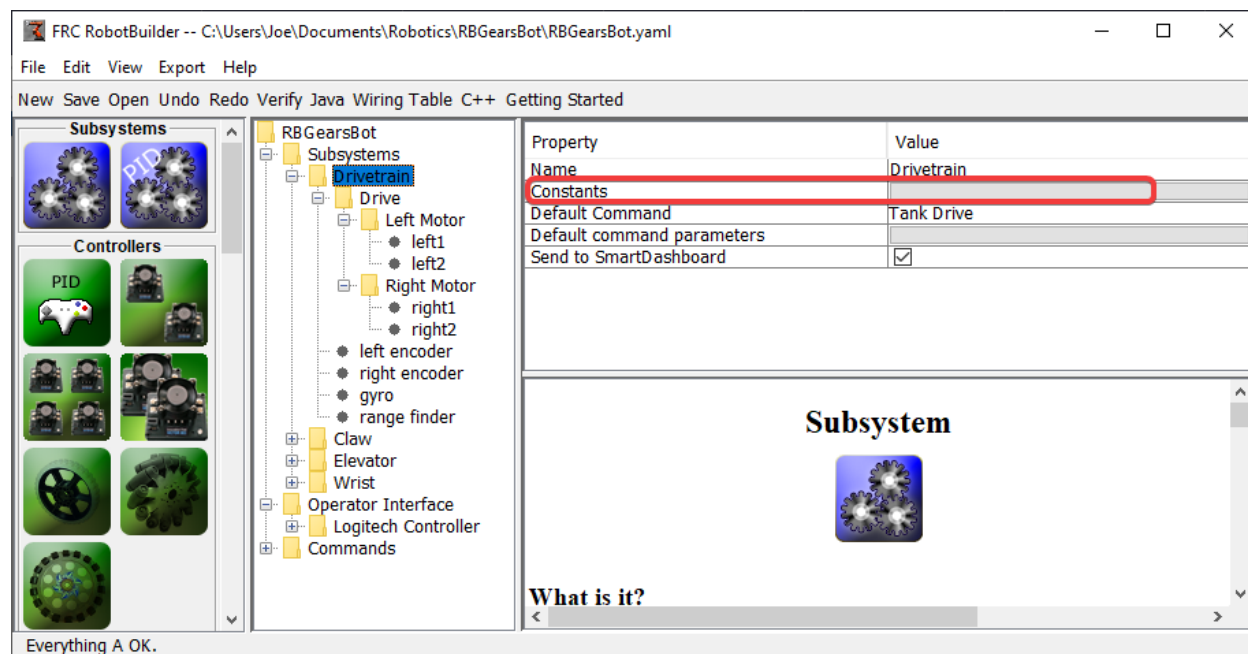 FRC RobotBuilder -- C:\Users\Joe\Documents\Robotics\RBGearsBot\RBGearsBot.yaml
File Edit View Export Help
New Save Open Undo Redo Verify Java Wiring Table C++ Getting Started
Subsystems
PID
Controllers
PID
RBGearsBot
Subsystems
Drivetrain
Drive
Left Motor
left1
left2
Right Motor
right1
right2
left encoder
right encoder
gyro
range finder
Claw
Elevator
Wrist
Operator Interface
Logitech Controller
Commands
Property Value
Name Drivetrain
Constants
Default Command Tank Drive
Default command parameters
Send to SmartDashboard
Subsystem
What is it?
Everything A OK.